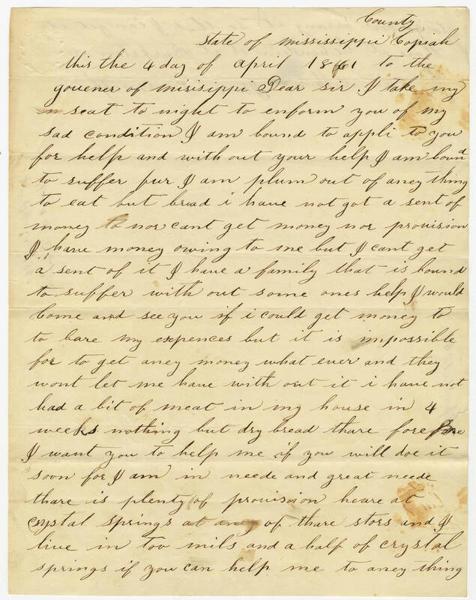 County
State of mississippi Copiah
this the 4 day of april 1861 to the
govener of misisippi Dear sir I take my
seat to night to enform you of my
sad condition I am bound to appli to you
for help and with out your help I am bound
to suffer fur I am plum out of aney thing
to eat but bread i have not got a sent of
money to nor cant get money nor provision
I have money owing to me but I cant get
a sent of it I have a family that is bound
to suffer with out some ones help I would
Come and see you if i could get money to
to bare my expences but it is impossible
for to get aney money what ever and they
wont let me have with out it i have not
had a bit of meat in my house in 4
weeks nothing but dry bread thare fore
I want you to help me if you will doe it
soon for I am in neede and great neede
thare is plenty of provision heare at
crystal springs at aney of thare stors and I
live in too mils and a half of crystal
springs if you can help me to aney thing